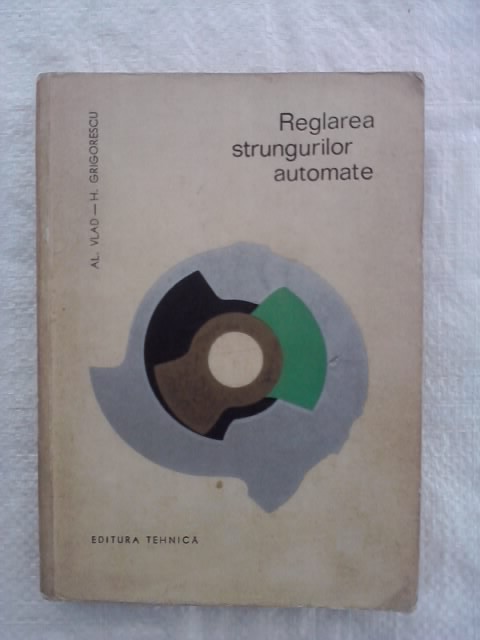 AL. VLAD — H. GRIGORESCU
Reglarea
strungurilor
automate
EDITURA TEHNICĂ